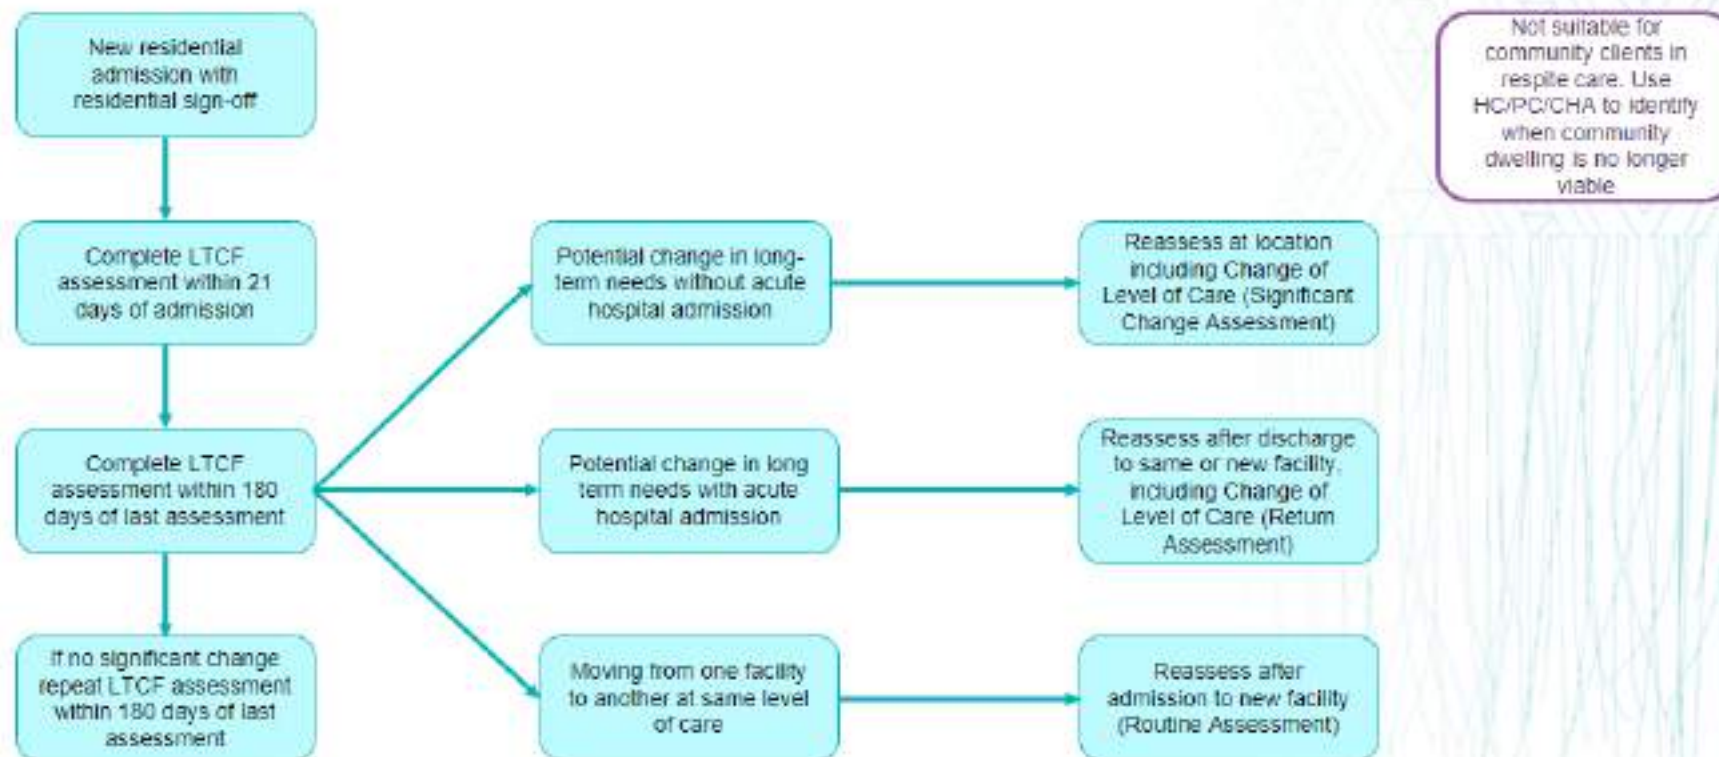 New residential
admission with
residential sign-off
Not suitable for
community clients in
respite care. Use
HC/PC/CHA to identify
when community
dwelling is no longer
viable
Complete LTCF
assessment within 21
days of admission
Potential change in long-
term needs without acute
hospital admission
Reassess at location
including Change of
Level of Care (Significant
Change Assessment)
Complete LTCF
assessment within 180
days of last assessment
Potential change in long
term needs with acute
hospital admission
Reassess after discharge
to same or new facility,
including Change of
Level of Care (Return
Assessment)
If no significant change
repeat LTCF assessment
within 180 days of last
assessment
Moving from one facility
to another at same level
of care
Reassess after
admission to new facility
(Routine Assessment)